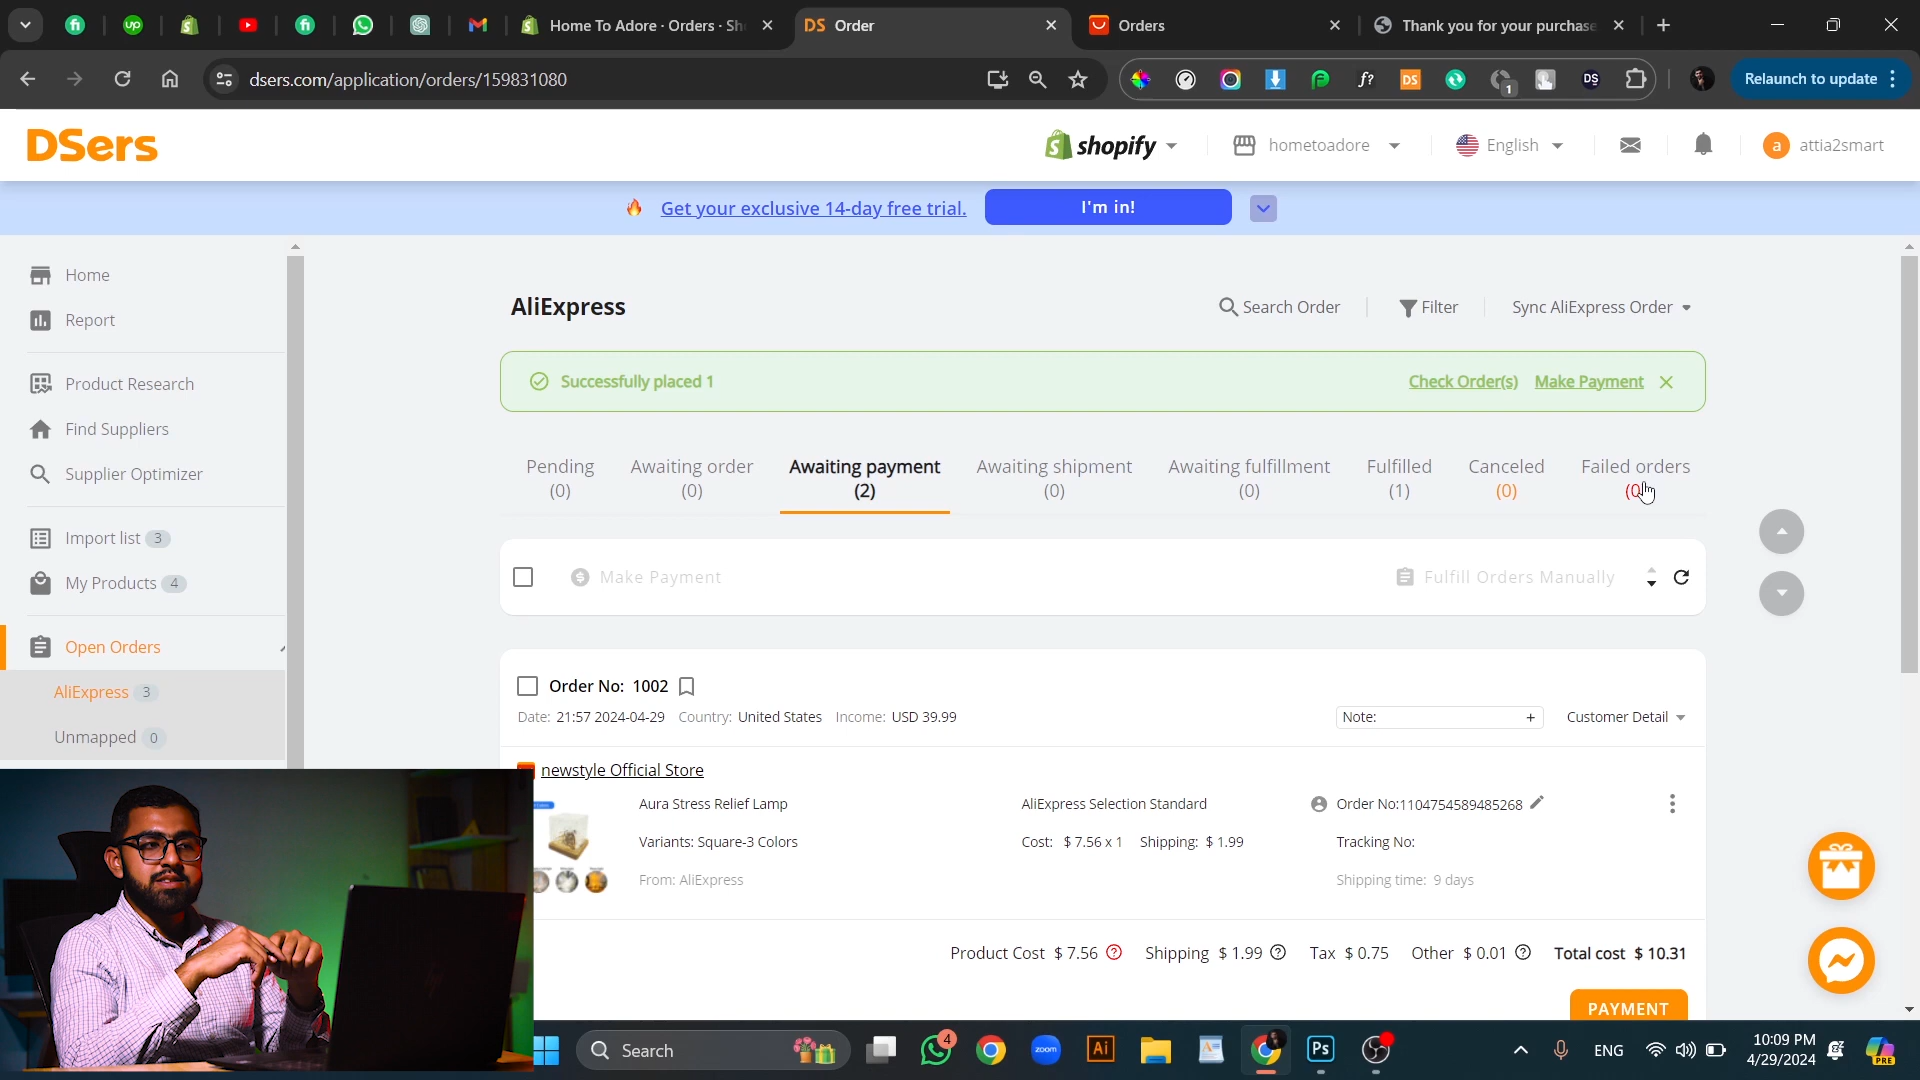 Home To Adore · Orders · Sh
DS Order
Orders
Thank you for your purchase
dsers.com/application/orders/159831080
Relaunch to update
DSers
shopify
hometoadore
English
a attia2smart
Get your exclusive 14-day free trial.
I'm in!
Home
Report
Product Research
Find Suppliers
Supplier Optimizer
Import list 3
My Products 4
Open Orders
AliExpress 3
Unmapped 0
AliExpress
Search Order
Filter
Sync AliExpress Order
Successfully placed 1
Check Order(s) Make Payment
Pending (0)
Awaiting order (0)
Awaiting payment (2)
Awaiting shipment (0)
Awaiting fulfillment (0)
Fulfilled (1)
Canceled (0)
Failed orders (0
Make Payment
Fulfill Orders Manually
Order No: 1002
Date: 21:57 2024-04-29 Country: United States Income: USD 39.99
Note: +
Customer Detail
newstyle Official Store
Aura Stress Relief Lamp
AliExpress Selection Standard
Order No:1104754589485268
Variants: Square-3 Colors
Cost: $ 7.56 x 1 Shipping: $ 1.99
Tracking No:
From: AliExpress
Shipping time: 9 days
Product Cost $ 7.56 Shipping $ 1.99 Tax $ 0.75 Other $ 0.01 Total cost $ 10.31
PAYMENT
Search
4
zoom
Ai
Ps
ENG
10:09 PM
4/29/2024
PRE